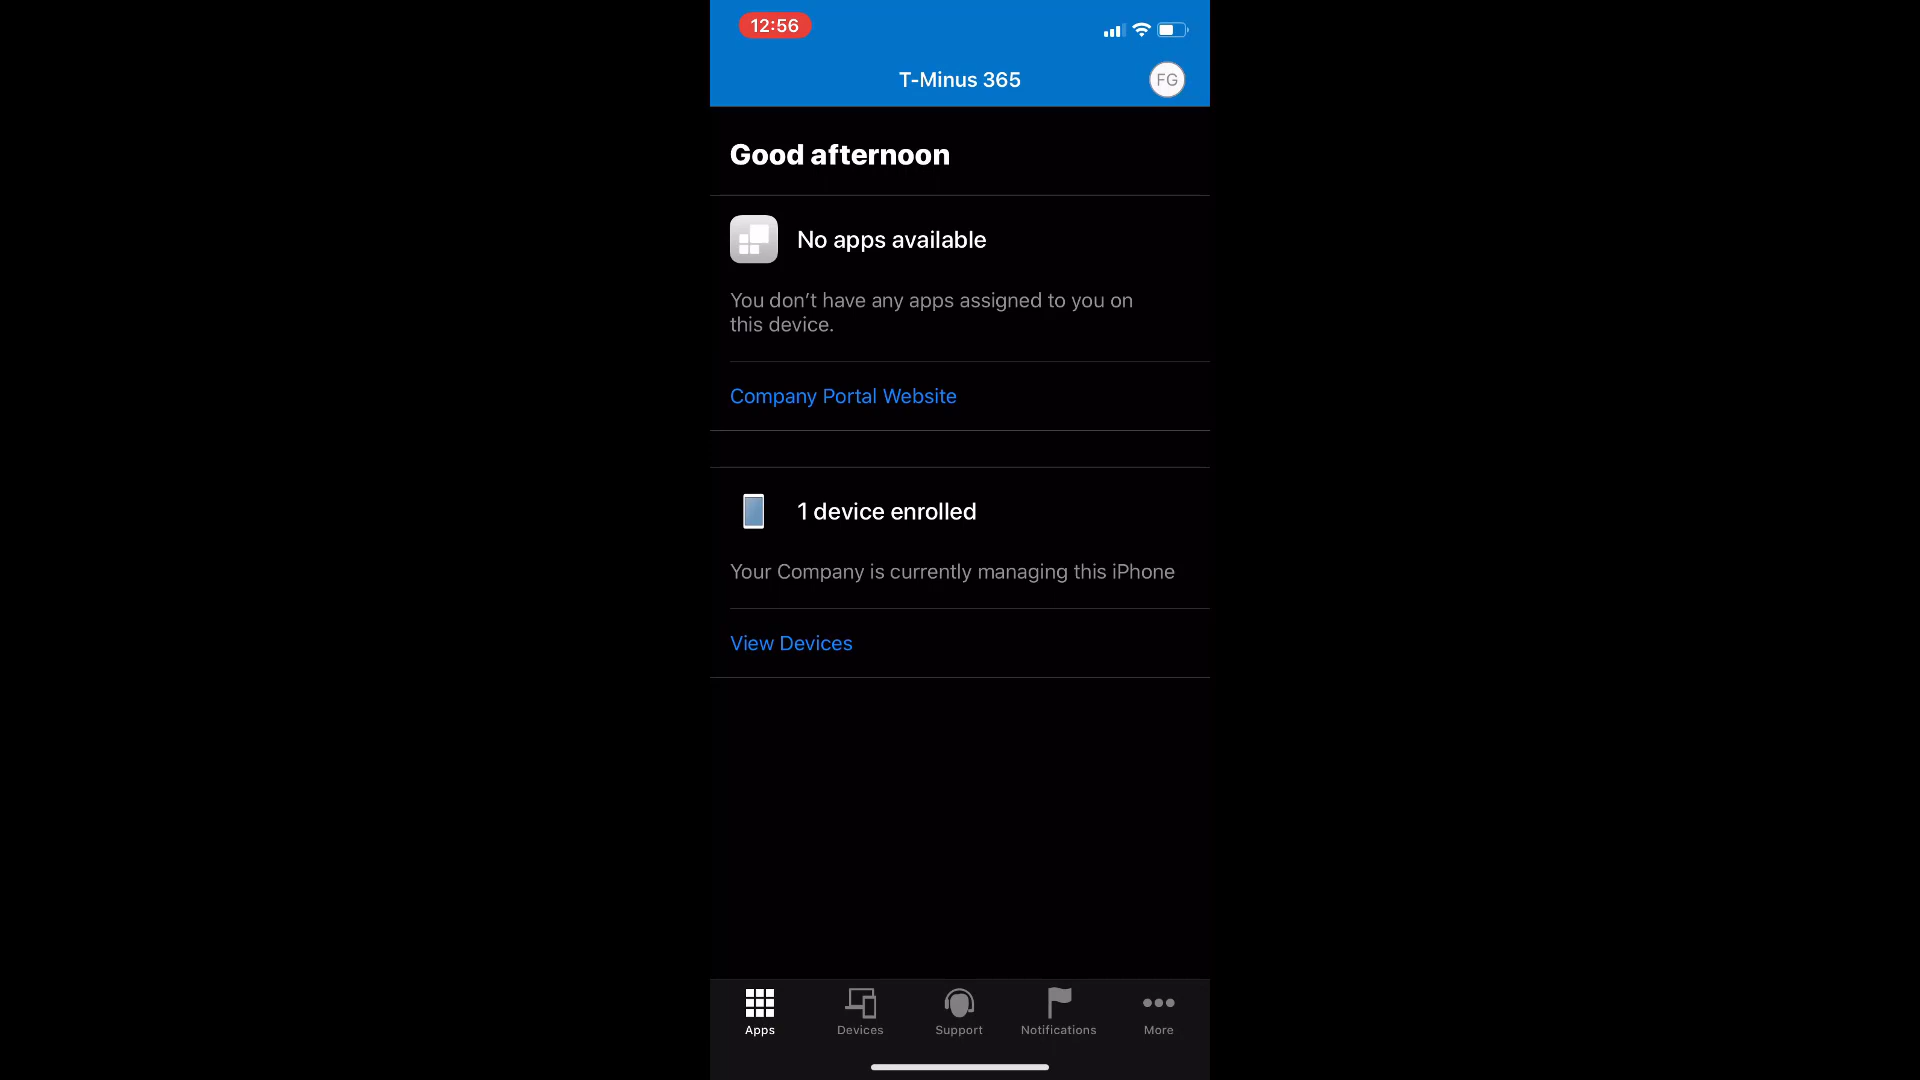 12:56
T-Minus 365
FG
Good afternoon
No apps available
You don’t have any apps assigned to you on
this device.
Company Portal Website
1 device enrolled
Your Company is currently managing this iPhone
View Devices
Apps
Devices
Support
Notifications
More